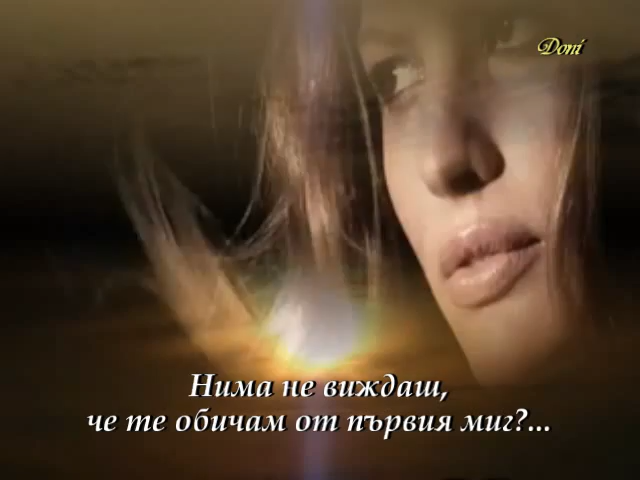 Doni
Нима не виждаш,
че те обичам от първия миг?...